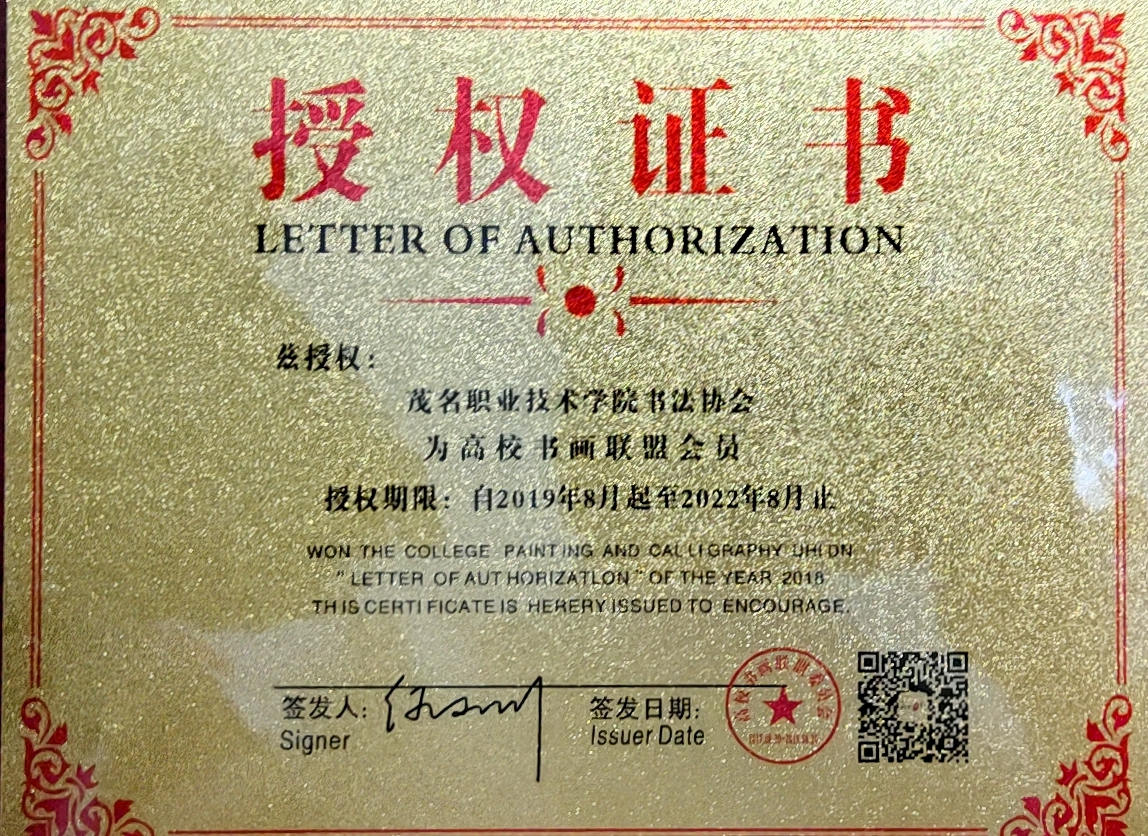 授权证书
LETTER OF AUTHORIZATION
兹授权：
茂名职业技术学院书法协会
为高校书画联盟会员
授权期限：自2019年8月起至2022年8月止
WON THE COLLEGE PAINTING AND CALLIGRAPHY UHIDN
"LETTER OF AUTHORIZATLON" OF THE YEAR 2018
THIS CERTIFICATE IS HERERY ISSUED TO ENCOURAGE.
签发人：
Signer
签发日期：
Issuer Date